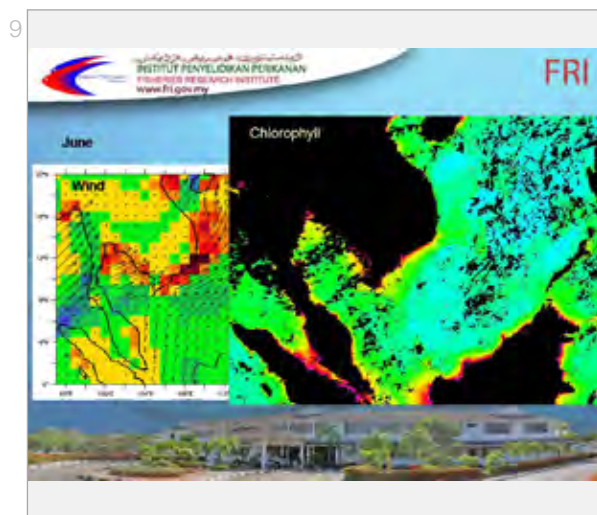 9
INSTITUT PENYELIDIKAN PERIKANAN
FISHERIES RESEARCH INSTITUTE
www.fri.gov.my
FRI
June
Wind
Chlorophyll